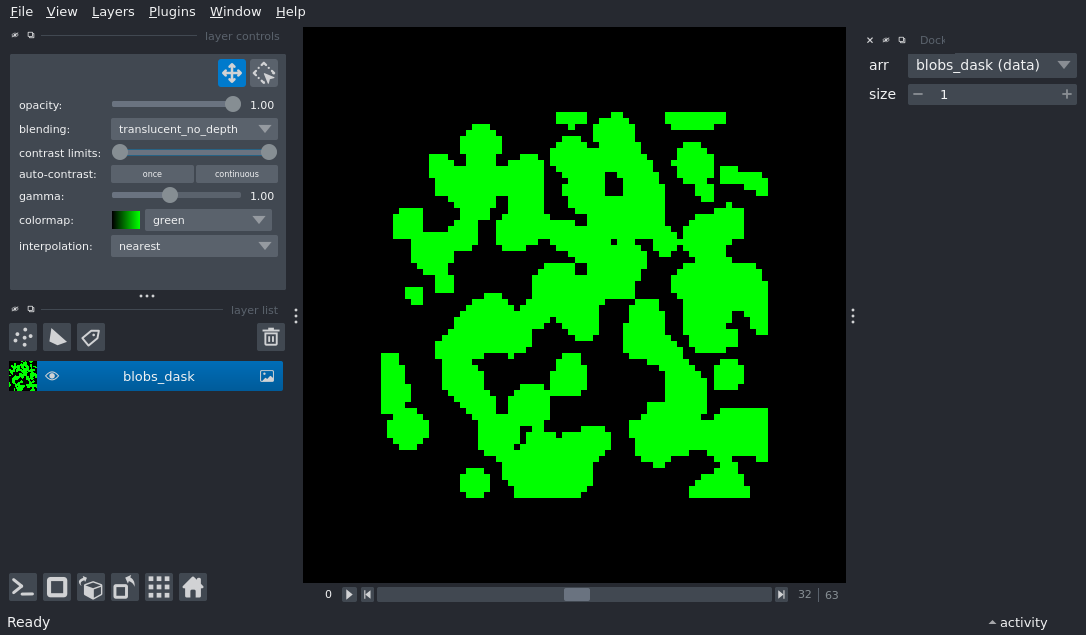 File View Layers Plugins Window Help
layer controls
opacity: 1.00
blending: translucent_no_depth
contrast limits:
auto-contrast: once continuous
gamma: 1.00
colormap: green
interpolation: nearest
layer list
blobs_dask
0 32 63
Dock
arr blobs_dask (data)
size 1
Ready
activity